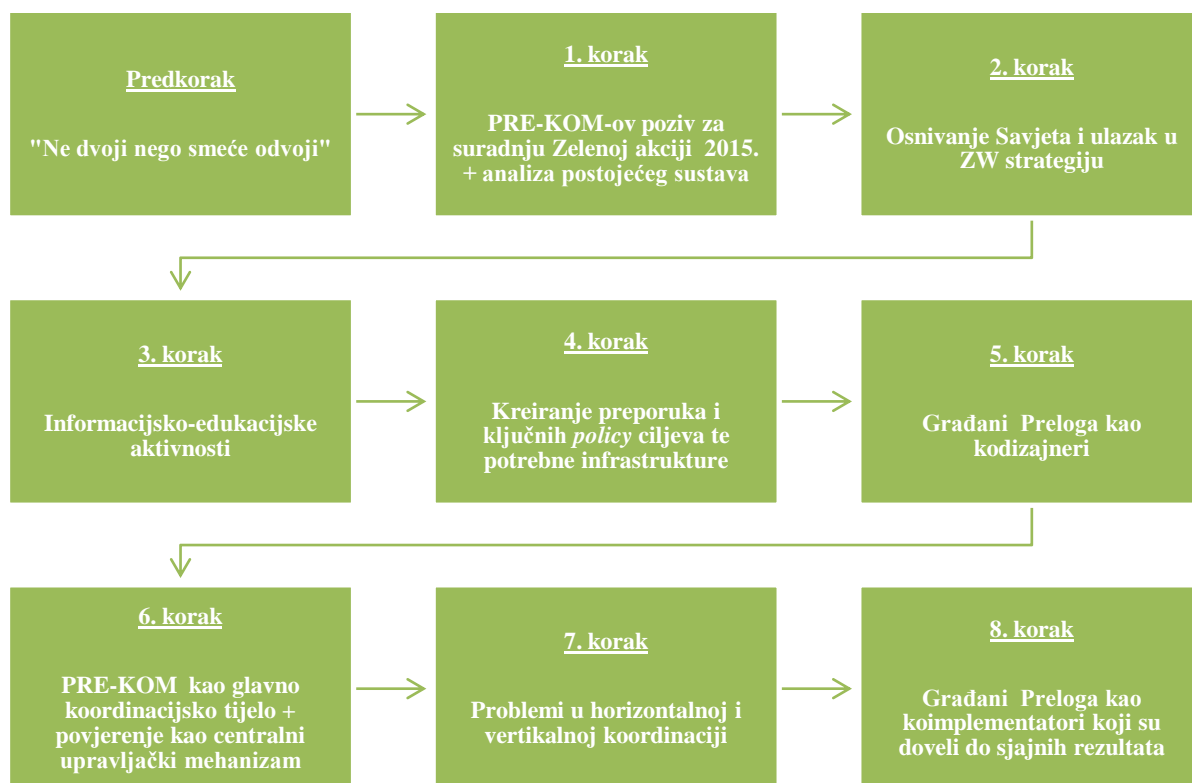 Predkorak
"Ne dvoji nego smeće odvoji"
1. korak
PRE-KOM-ov poziv za
suradnju Zelenoj akciji 2015.
+ analiza postojećeg sustava
2. korak
Osnivanje Savjeta i ulazak u
ZW strategiju
3. korak
Informacijsko-edukacijske
aktivnosti
4. korak
Kreiranje preporuka i
ključnih policy ciljeva te
potrebne infrastrukture
5. korak
Građani Preloga kao
kodizajneri
6. korak
PRE-KOM kao glavno
koordinacijsko tijelo +
povjerenje kao centralni
upravljački mehanizam
7. korak
Problemi u horizontalnoj i
vertikalnoj koordinaciji
8. korak
Građani Preloga kao
koimplementatori koji su
doveli do sjajnih rezultata